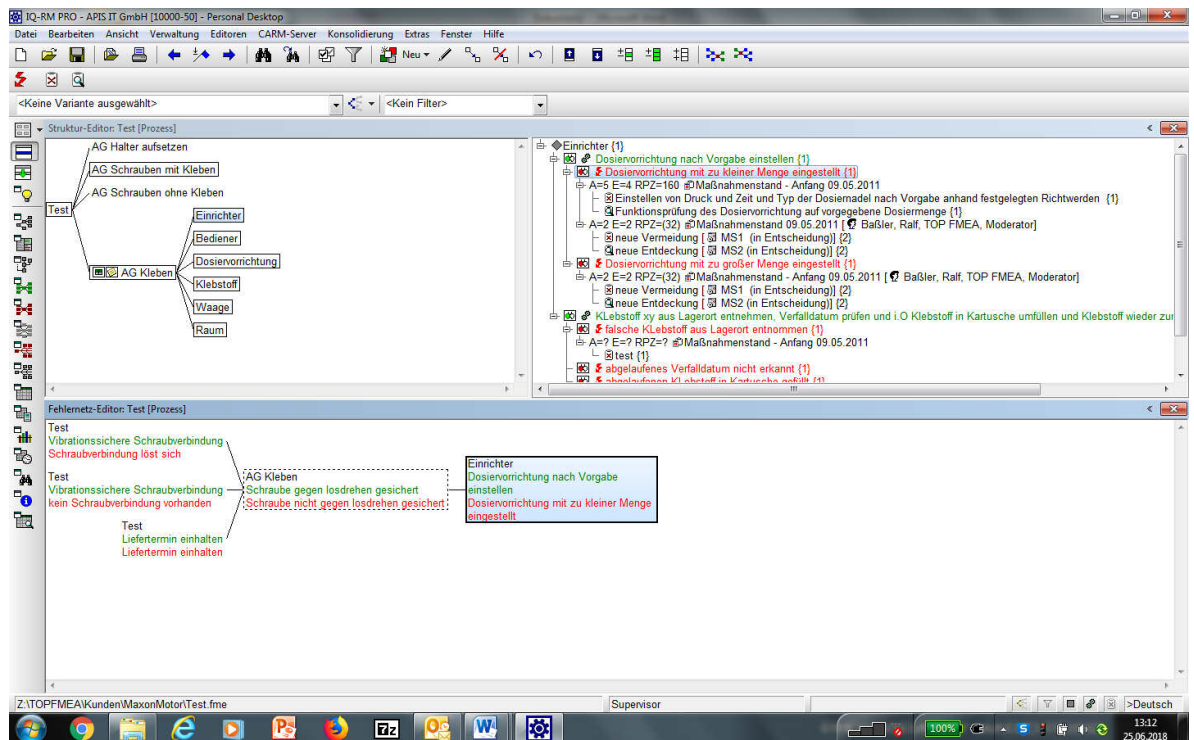 IQ-RM PRO - APIS IT GmbH [10000-50] - Personal Desktop
Datei Bearbeiten Ansicht Verwaltung Editoren CARM-Server Konsolidierung Extras Fenster Hilfe
Neu
<Keine Variante ausgewählt>
<Kein Filter>
Struktur-Editor: Test [Prozess]
AG Halter aufsetzen
AG Schrauben mit Kleben
AG Schrauben ohne Kleben
Test
Einrichter
Bediener
Dosiervorrichtung
AG Kleben
Klebstoff
Waage
Raum
Einrichter {1}
Dosiervorrichtung nach Vorgabe einstellen {1}
Dosiervorrichtung mit zu kleiner Menge eingestellt {1}
A=5 E=4 RPZ=160 Maßnahmenstand - Anfang 09.05.2011
Einstellen von Druck und Zeit und Typ der Dosiernadel nach Vorgabe anhand festgelegten Richtwerden {1}
Funktionsprüfung des Dosiervorrichtung auf vorgegebene Dosiermenge {1}
A=2 E=2 RPZ=(32) Maßnahmenstand 09.05.2011 [ Baßler, Ralf, TOP FMEA, Moderator]
neue Vermeidung [ MS1 (in Entscheidung)] {2}
neue Entdeckung [ MS2 (in Entscheidung)] {2}
Dosiervorrichtung mit zu großer Menge eingestellt {1}
A=2 E=2 RPZ=(32) Maßnahmenstand - Anfang 09.05.2011 [ Baßler, Ralf, TOP FMEA, Moderator]
neue Vermeidung [ MS1 (in Entscheidung)] {2}
neue Entdeckung [ MS2 (in Entscheidung)] {2}
KLebstoff xy aus Lagerort entnehmen, Verfalldatum prüfen und i.O Klebstoff in Kartusche umfüllen und Klebstoff wieder zur
falsche KLebstoff aus Lagerort entnommen {1}
A=? E=? RPZ=? Maßnahmenstand - Anfang 09.05.2011
test {1}
abgelaufenes Verfalldatum nicht erkannt {1}
abgelaufenen KLebstoff in Kartusche gefüllt {1}
Fehlernetz-Editor: Test [Prozess]
Test
Vibrationssichere Schraubverbindung
Schraubverbindung löst sich
Test
Vibrationssichere Schraubverbindung
kein Schraubverbindung vorhanden
Test
Liefertermin einhalten
Liefertermin einhalten
AG Kleben
Schraube gegen losdrehen gesichert
Schraube nicht gegen losdrehen gesichert
Einrichter
Dosiervorrichtung nach Vorgabe
einstellen
Dosiervorrichtung mit zu kleiner Menge
eingestellt
Z:\TOPFMEA\Kunden\MaxonMotor\Test.fme
Supervisor
>Deutsch
7z
100%
13:12
25.06.2018